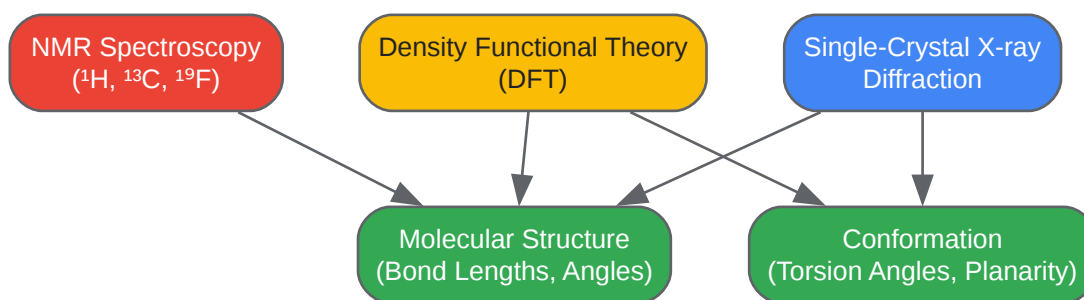 NMR Spectroscopy
(¹H, ¹³C, ¹⁹F)
Density Functional Theory
(DFT)
Single-Crystal X-ray
Diffraction
Molecular Structure
(Bond Lengths, Angles)
Conformation
(Torsion Angles, Planarity)